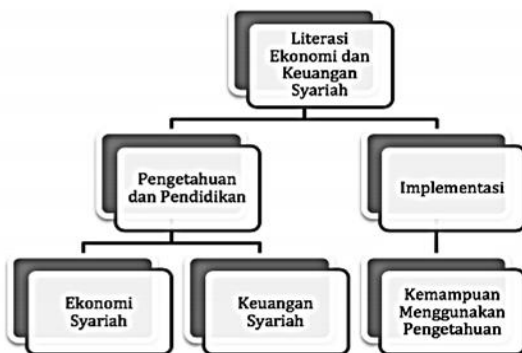 Literasi
Ekonomi dan
Keuangan
Syariah
Pengetahuan
dan Pendidikan
Implementasi
Ekonomi
Syariah
Keuangan
Syariah
Kemampuan
Menggunakan
Pengetahuan